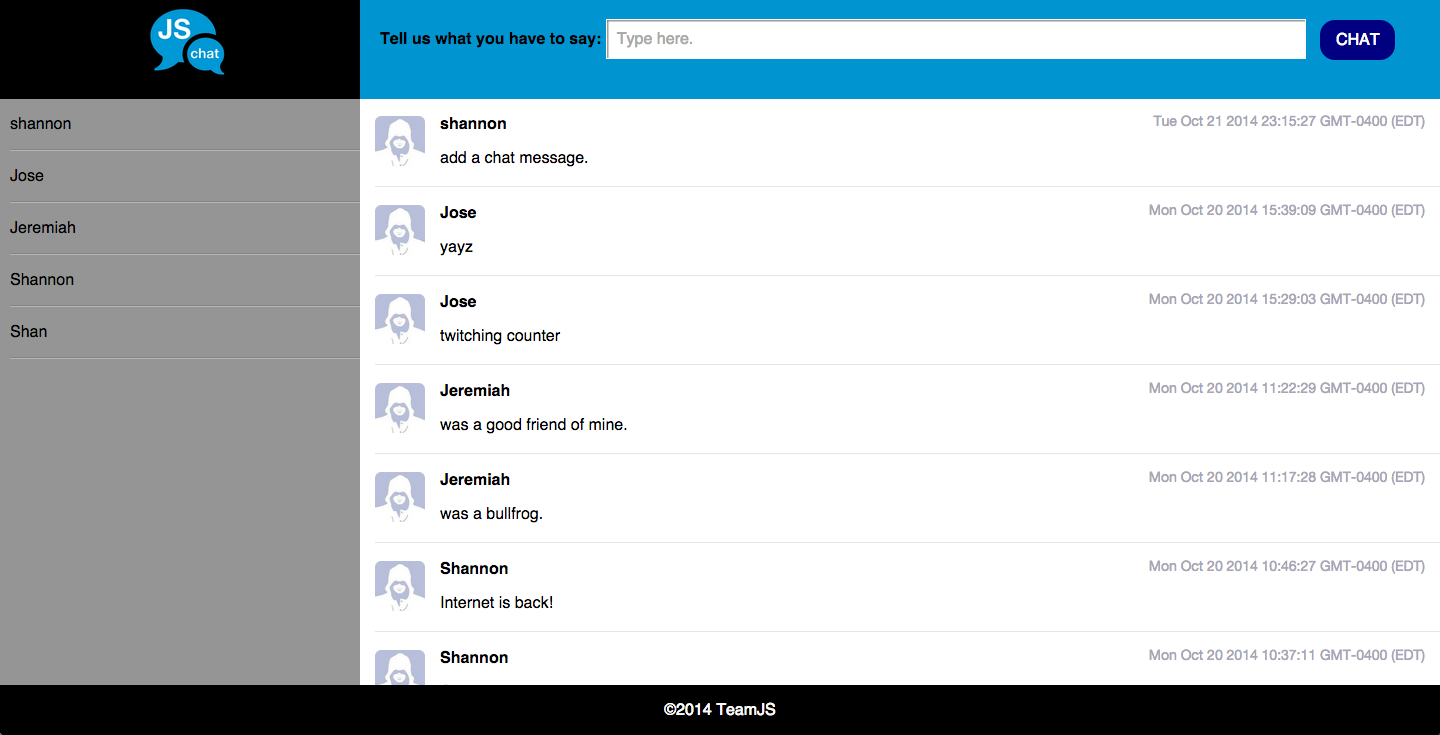 JS
chat
Tell us what you have to say:
Type here.
CHAT
shannon
Jose
Jeremiah
Shannon
Shan
shannon
Tue Oct 21 2014 23:15:27 GMT-0400 (EDT)
add a chat message.
Jose
Mon Oct 20 2014 15:39:09 GMT-0400 (EDT)
yayz
Jose
Mon Oct 20 2014 15:29:03 GMT-0400 (EDT)
twitching counter
Jeremiah
Mon Oct 20 2014 11:22:29 GMT-0400 (EDT)
was a good friend of mine.
Jeremiah
Mon Oct 20 2014 11:17:28 GMT-0400 (EDT)
was a bullfrog.
Shannon
Mon Oct 20 2014 10:46:27 GMT-0400 (EDT)
Internet is back!
Shannon
Mon Oct 20 2014 10:37:11 GMT-0400 (EDT)
©2014 TeamJS